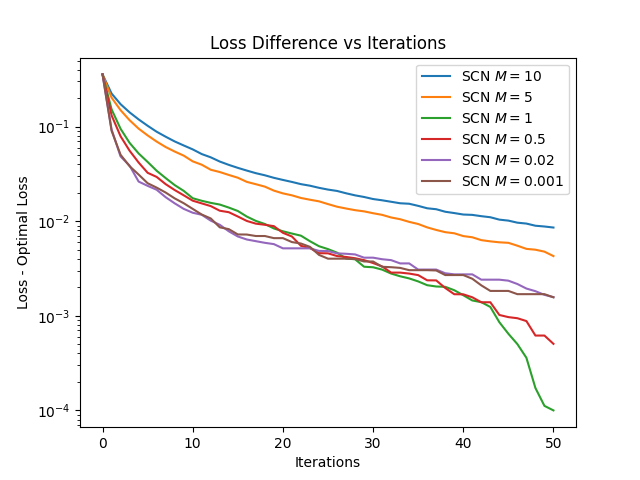 Loss Difference vs Iterations
SCN M = 10
SCN M = 5
SCN M = 1
SCN M = 0.5
SCN M = 0.02
SCN M = 0.001
Loss - Optimal Loss
10⁻¹
10⁻²
10⁻³
10⁻⁴
0 10 20 30 40 50
Iterations